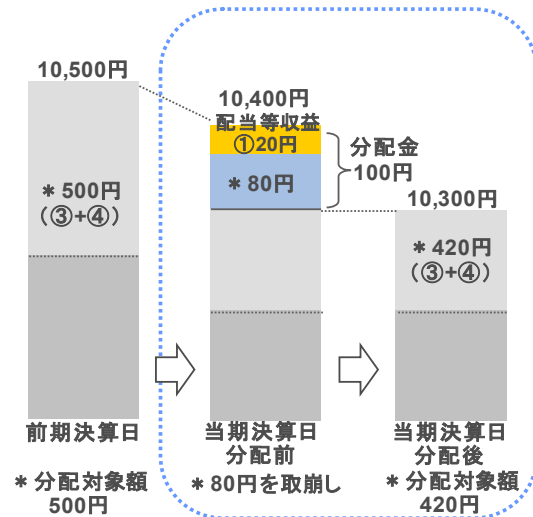 10,500円
＊500円
（③+④）
前期決算日
＊分配対象額
500円
10,400円
配当等収益
①20円
＊80円
分配金
100円
当期決算日
分配前
＊80円を取崩し
10,300円
＊420円
（③+④）
当期決算日
分配後
＊分配対象額
420円